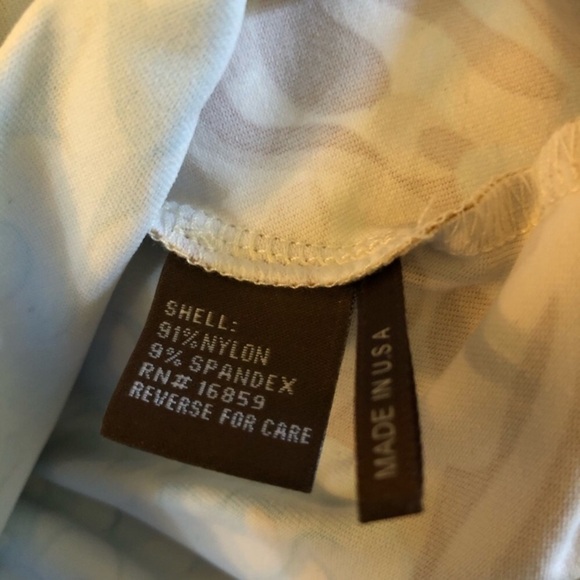 SHELL:
91%NYLON
9% SPANDEX
RN# 16859
REVERSE FOR CARE
MADE IN USA